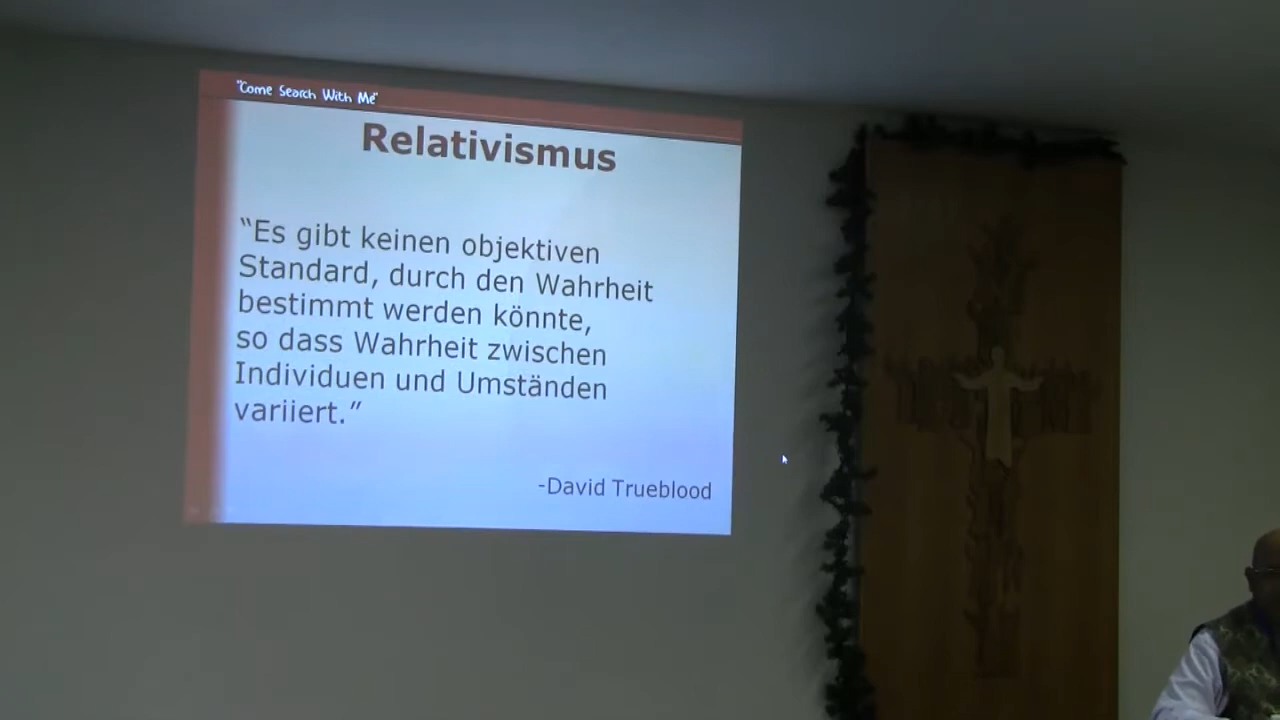 "Come Search With Me"
Relativismus
“Es gibt keinen objektiven
Standard, durch den Wahrheit
bestimmt werden könnte,
so dass Wahrheit zwischen
Individuen und Umständen
variiert.”
-David Trueblood